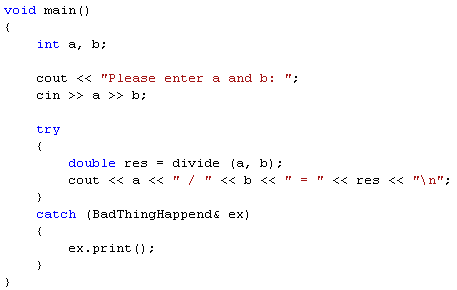 void main()
{
    int a, b;
    cout << "Please enter a and b: ";
    cin >> a >> b;
    try
    {
        double res = divide (a, b);
        cout << a << " / " << b << " = " << res << "\n";
    }
    catch (BadThingHappend& ex)
    {
        ex.print();
    }
}